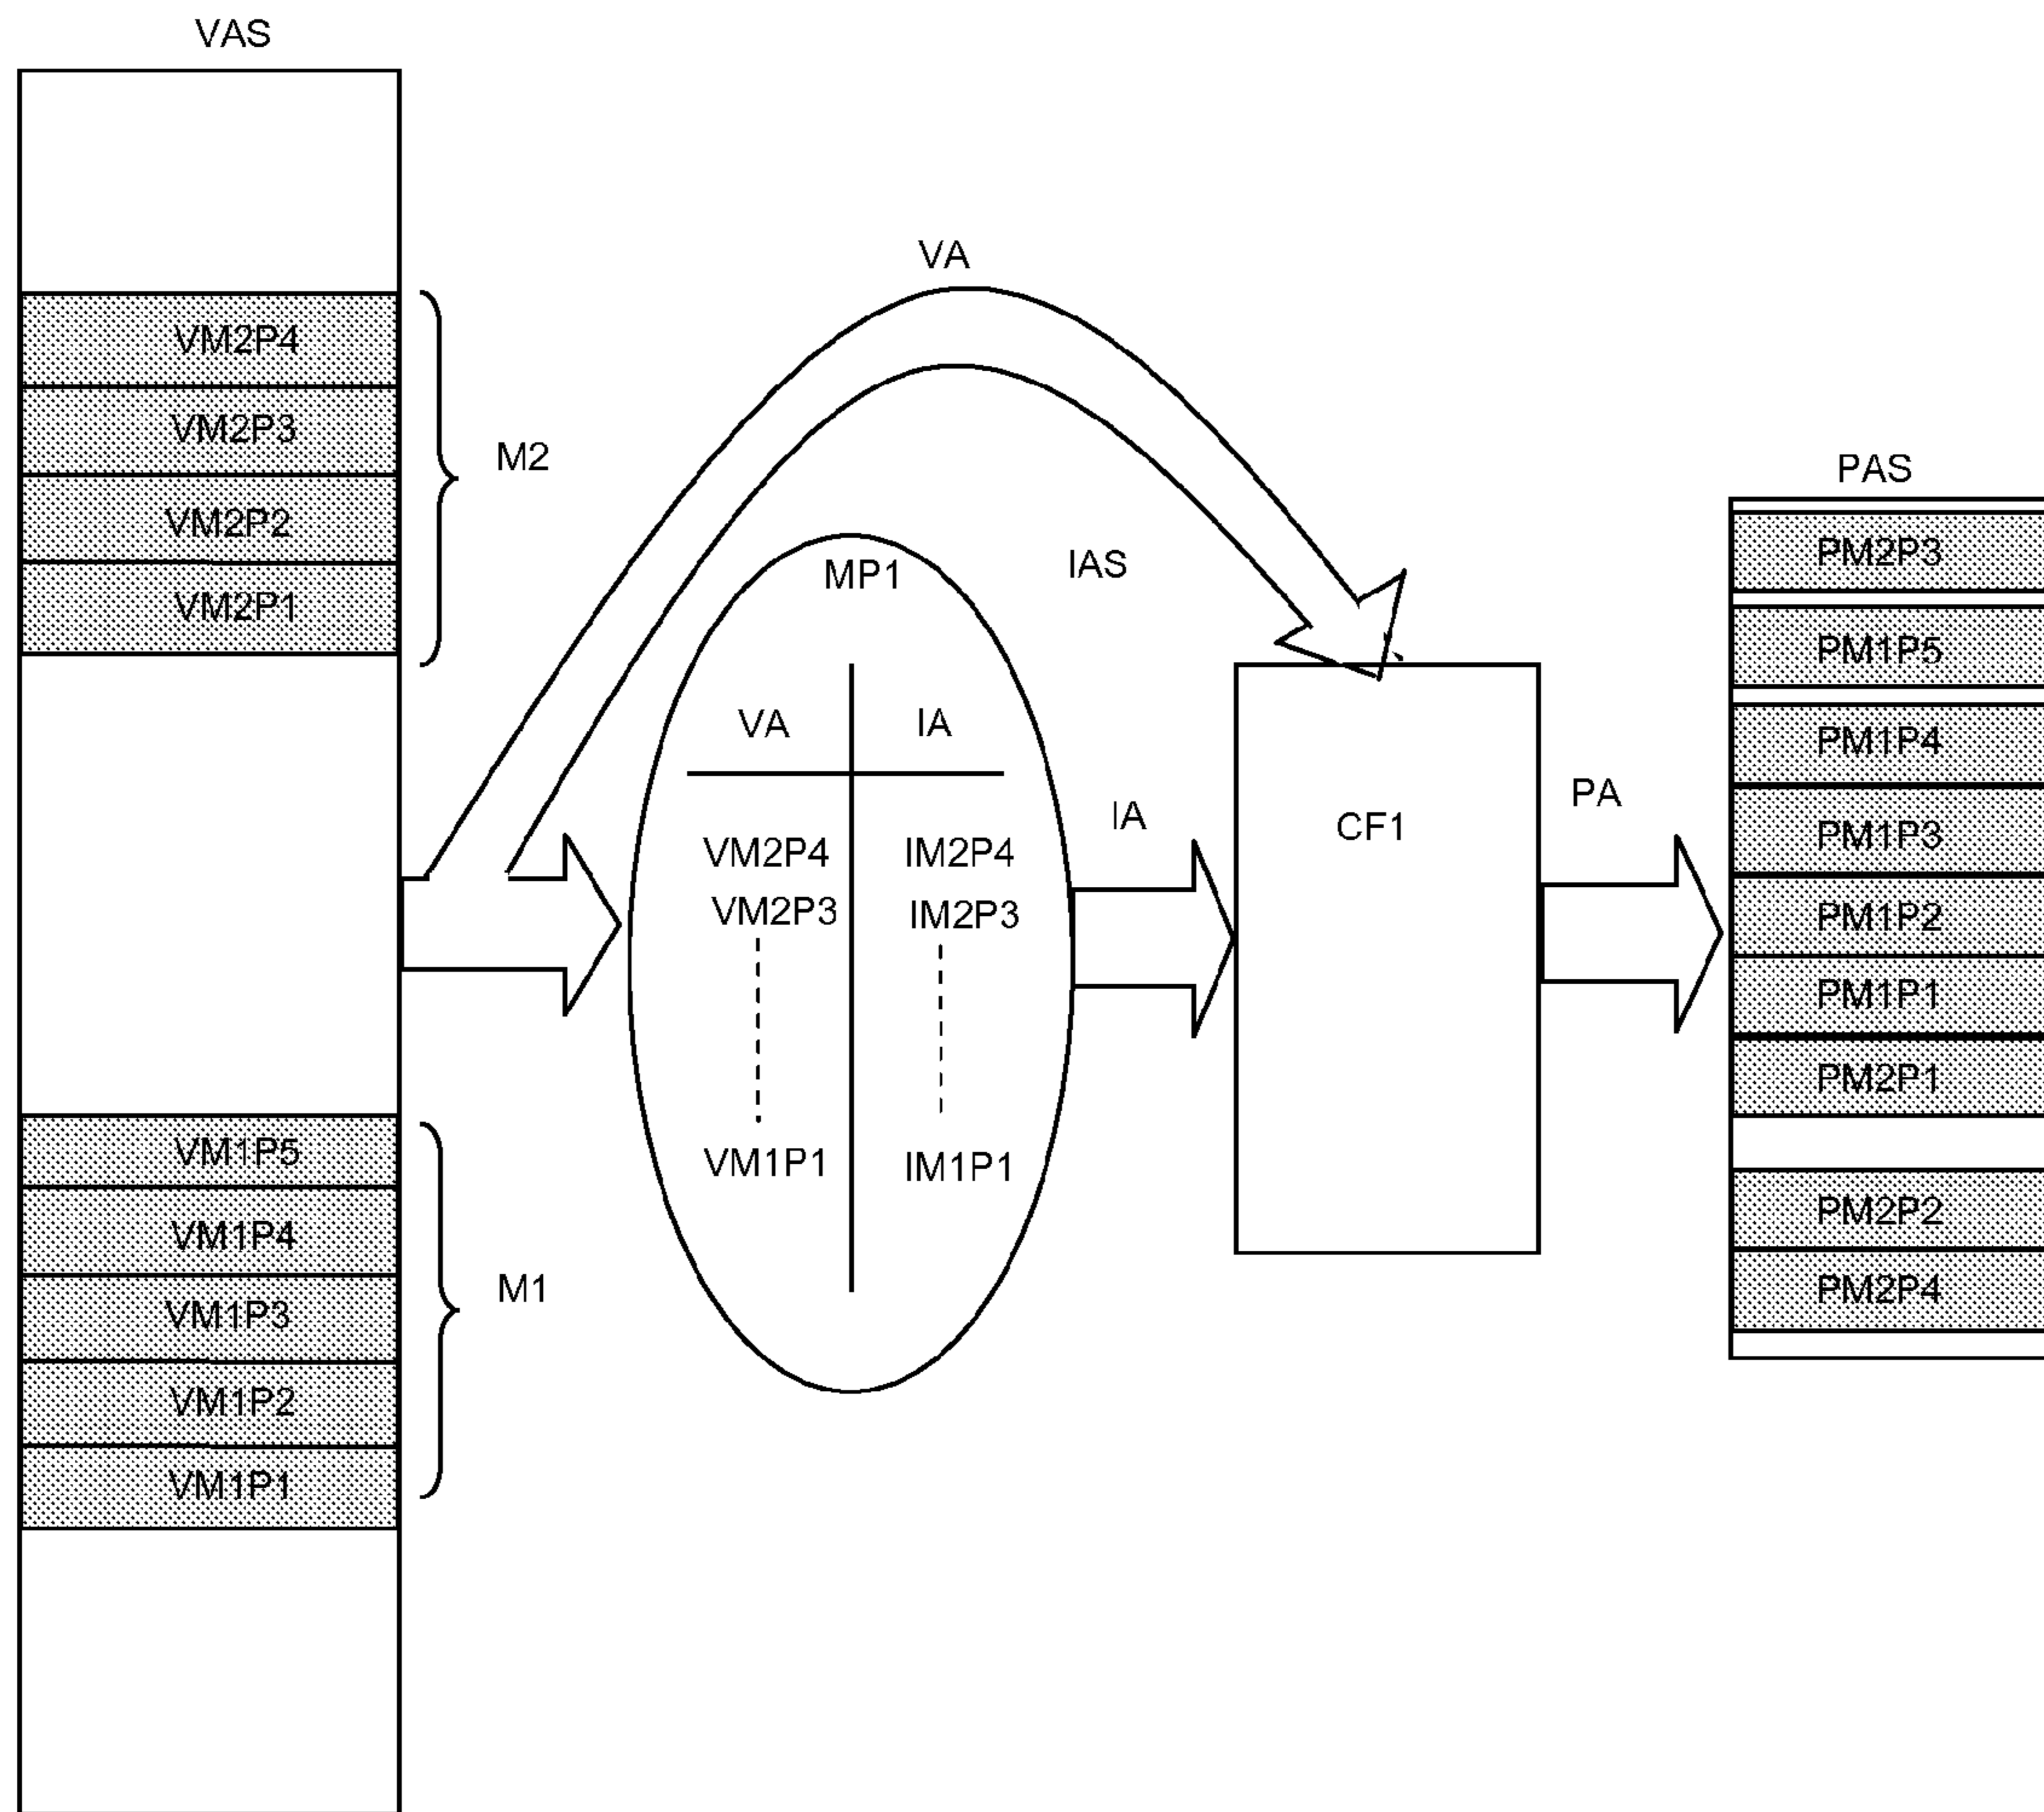 VAS
VM2P4
VM2P3
VM2P2
VM2P1
M2
VM1P5
VM1P4
VM1P3
VM1P2
VM1P1
M1
VA
IAS
MP1
VA IA
VM2P4 IM2P4
VM2P3 IM2P3
VM1P1 IM1P1
IA
CF1
PA
PAS
PM2P3
PM1P5
PM1P4
PM1P3
PM1P2
PM1P1
PM2P1
PM2P2
PM2P4